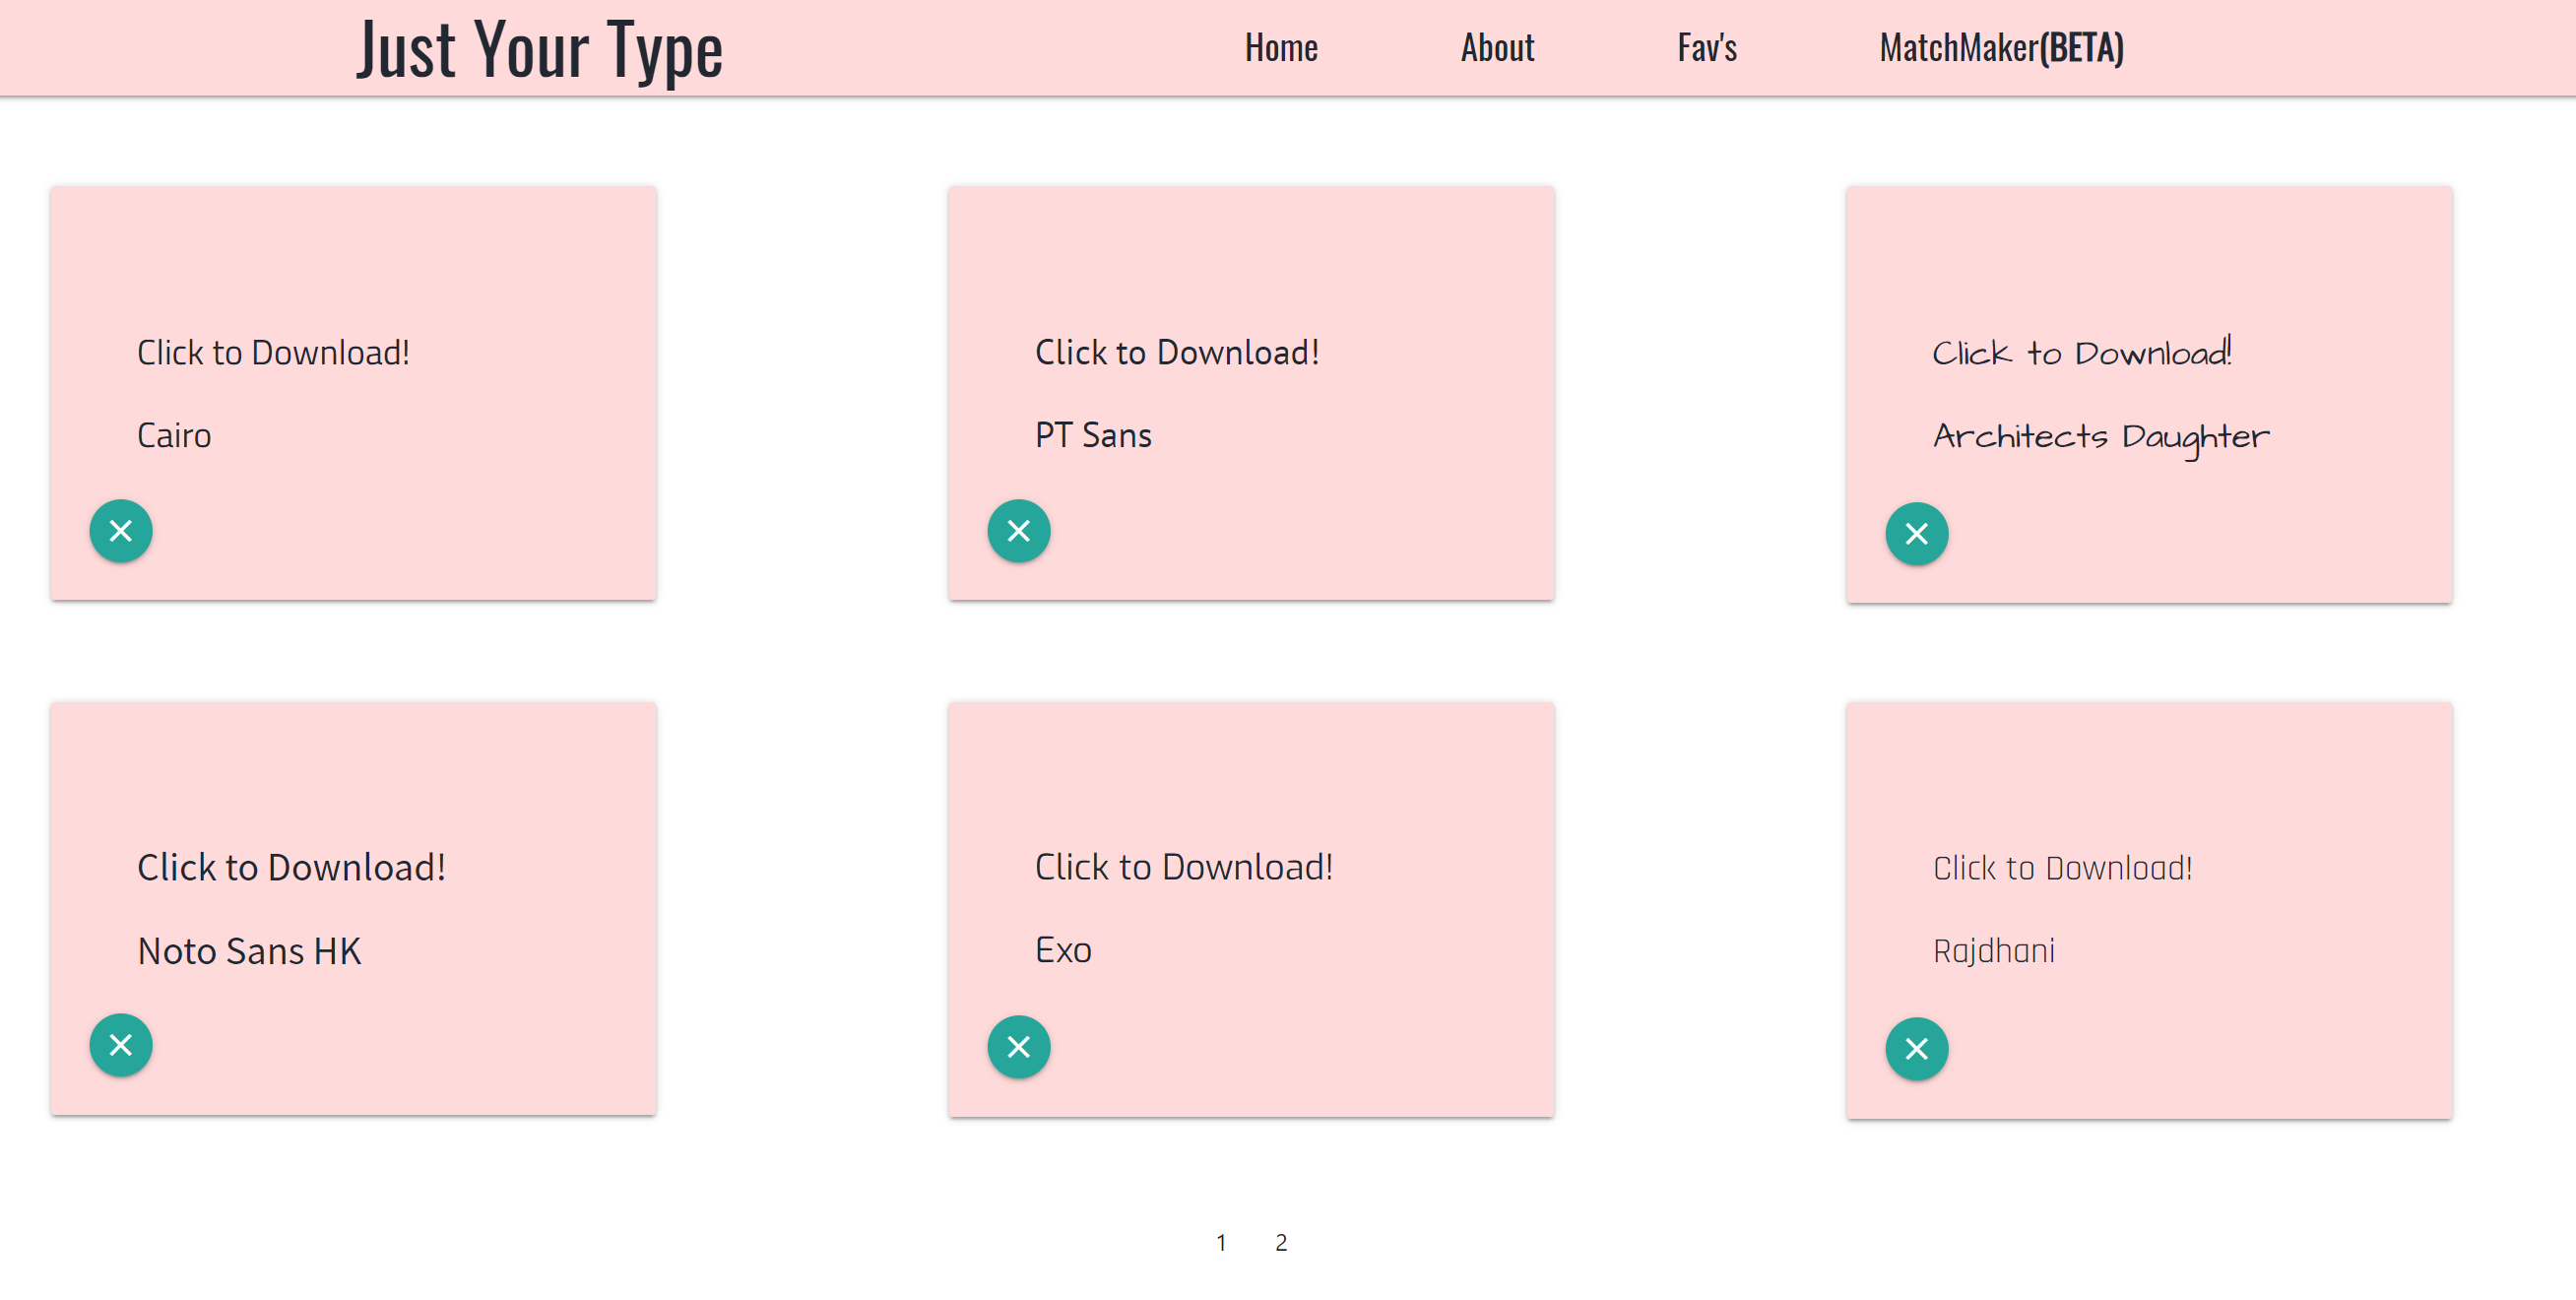 Just Your Type Home About Fav's MatchMaker(BETA)
Click to Download!
Cairo
Click to Download!
PT Sans
Click to Download!
Architects Daughter
Click to Download!
Noto Sans HK
Click to Download!
Exo
Click to Download!
Rajdhani
1 2